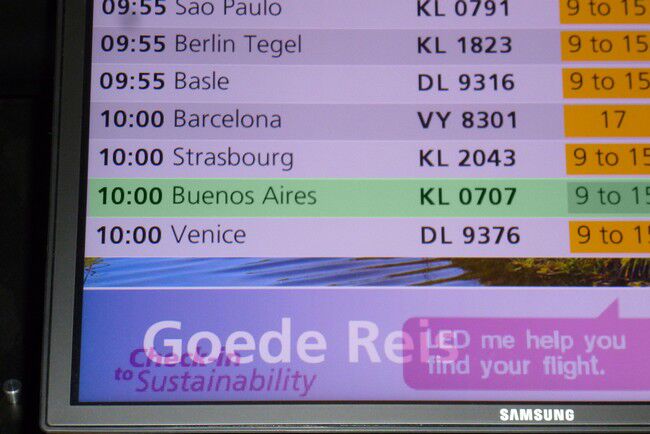 09:55 São Paulo KL 0791 9 to 15
09:55 Berlin Tegel KL 1823 9 to 15
09:55 Basle DL 9316 9 to 15
10:00 Barcelona VY 8301 17
10:00 Strasbourg KL 2043 9 to 15
10:00 Buenos Aires KL 0707 9 to 15
10:00 Venice DL 9376 9 to 1
Goede Reis
Check-in
to Sustainability
LED me help you
find your flight.
SAMSUNG